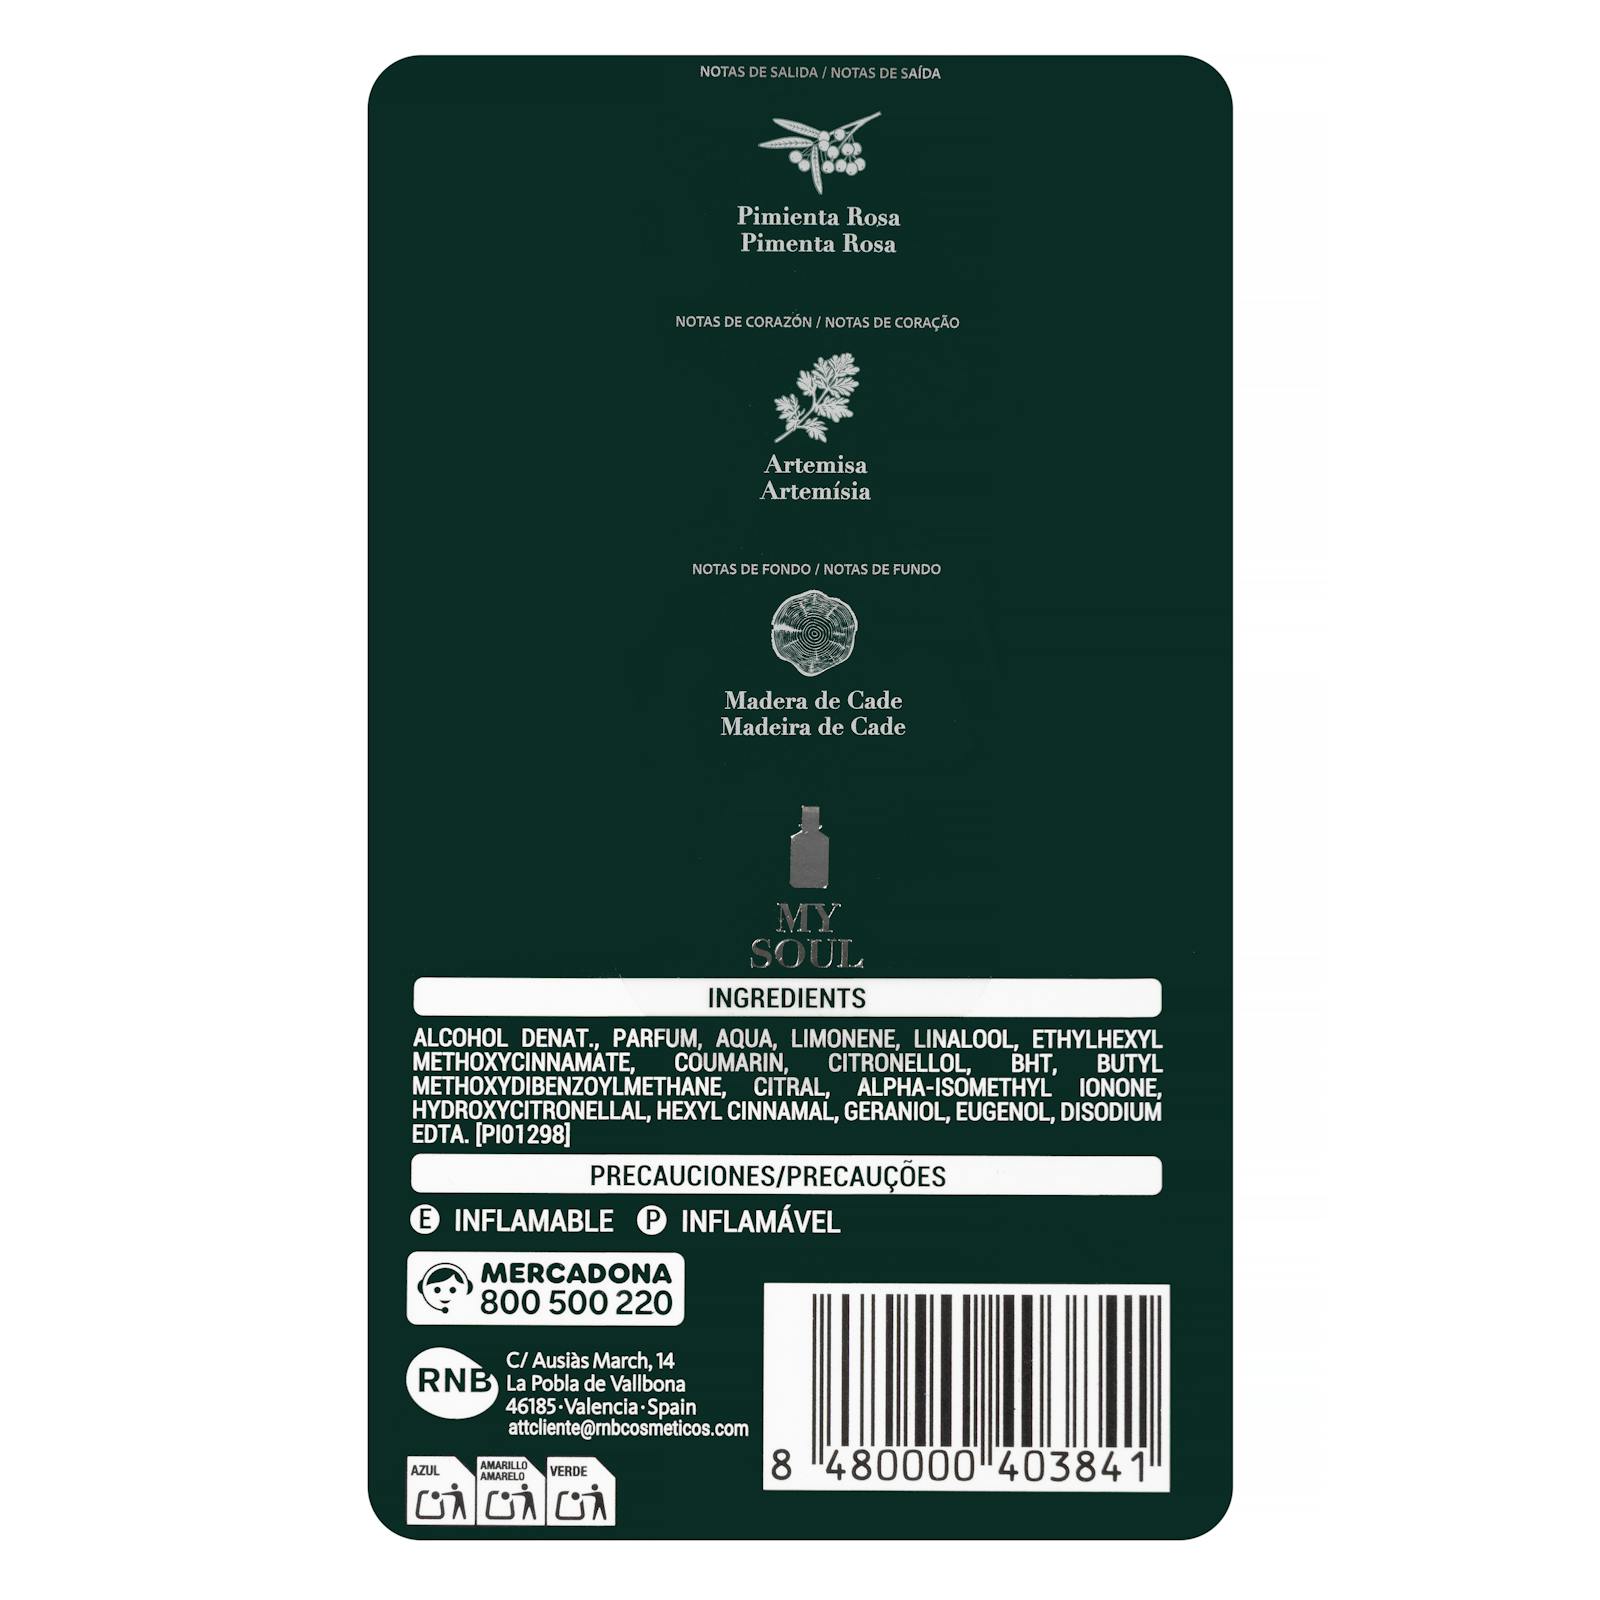 NOTAS DE SALIDA / NOTAS DE SAÍDA
Pimienta Rosa
Pimenta Rosa
NOTAS DE CORAZÓN / NOTAS DE CORAÇÃO
Artemisa
Artemísia
NOTAS DE FONDO / NOTAS DE FUNDO
Madera de Cade
Madeira de Cade
MY
SOUL
INGREDIENTS
ALCOHOL DENAT., PARFUM, AQUA, LIMONENE, LINALOOL, ETHYLHEXYL
METHOXYCINNAMATE, COUMARIN, CITRONELLOL, BHT, BUTYL
METHOXYDIBENZOYLMETHANE, CITRAL, ALPHA-ISOMETHYL IONONE,
HYDROXYCITRONELLAL, HEXYL CINNAMAL, GERANIOL, EUGENOL, DISODIUM
EDTA. [PI01298]
PRECAUCIONES/PRECAUÇÕES
E INFLAMABLE P INFLAMÁVEL
MERCADONA
800 500 220
RNB
C/ Ausiàs March, 14
La Pobla de Vallbona
46185·Valencia·Spain
attcliente@rnbcosmeticos.com
AZUL
AMARILLO
AMARELO
VERDE
8 480000 403841